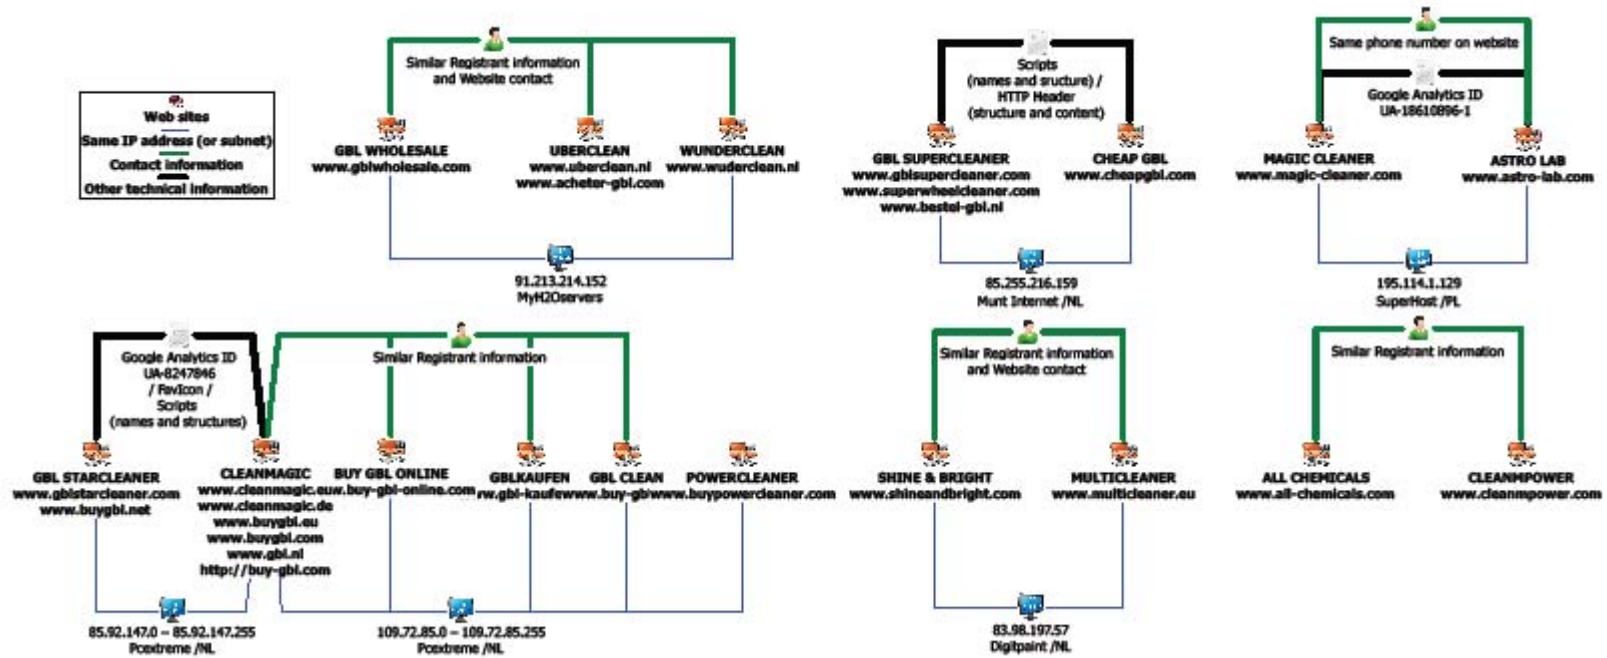 Web sites
Same IP address (or subnet)
Contact information
Other technical information
Similar Registrant information
and Website contact
GBL WHOLESALE
www.gblwholesale.com
UBERCLEAN
www.uberclean.nl
www.acheter-gbl.com
WUNDERCLEAN
www.wuderclean.nl
91.213.214.152
MyH2Oservers
Scripts
(names and sructure) /
HTTP Header
(structure and content)
GBL SUPERCLEANER
www.gblsupercleaner.com
www.superwheelcleaner.com
www.bestel-gbl.nl
CHEAP GBL
www.cheapgbl.com
85.255.216.159
Munt Internet /NL
Same phone number on website
Google Analytics ID
UA-18610896-1
MAGIC CLEANER
www.magic-cleaner.com
ASTRO LAB
www.astro-lab.com
195.114.1.129
SuperHost /PL
Google Analytics ID
UA-8247846
/ FavIcon /
Scripts
(names and structures)
Similar Registrant information
GBL STARCLEANER
www.gblstarcleaner.com
www.buygbl.net
CLEANMAGIC
www.cleanmagic.eu
www.cleanmagic.de
www.buygbl.eu
www.buygbl.com
www.gbl.nl
http://buy-gbl.com
BUY GBL ONLINE
www.buy-gbl-online.com
GBLKAUFEN
GBL CLEAN
POWERCLEANER
www.buypowercleaner.com
85.92.147.0 – 85.92.147.255
Pcextreme /NL
109.72.85.0 – 109.72.85.255
Pcextreme /NL
Similar Registrant information
and Website contact
SHINE & BRIGHT
www.shineandbright.com
MULTICLEANER
www.multicleaner.eu
83.98.197.57
Digitpaint /NL
Similar Registrant information
ALL CHEMICALS
www.all-chemicals.com
CLEANMPOWER
www.cleanmpower.com